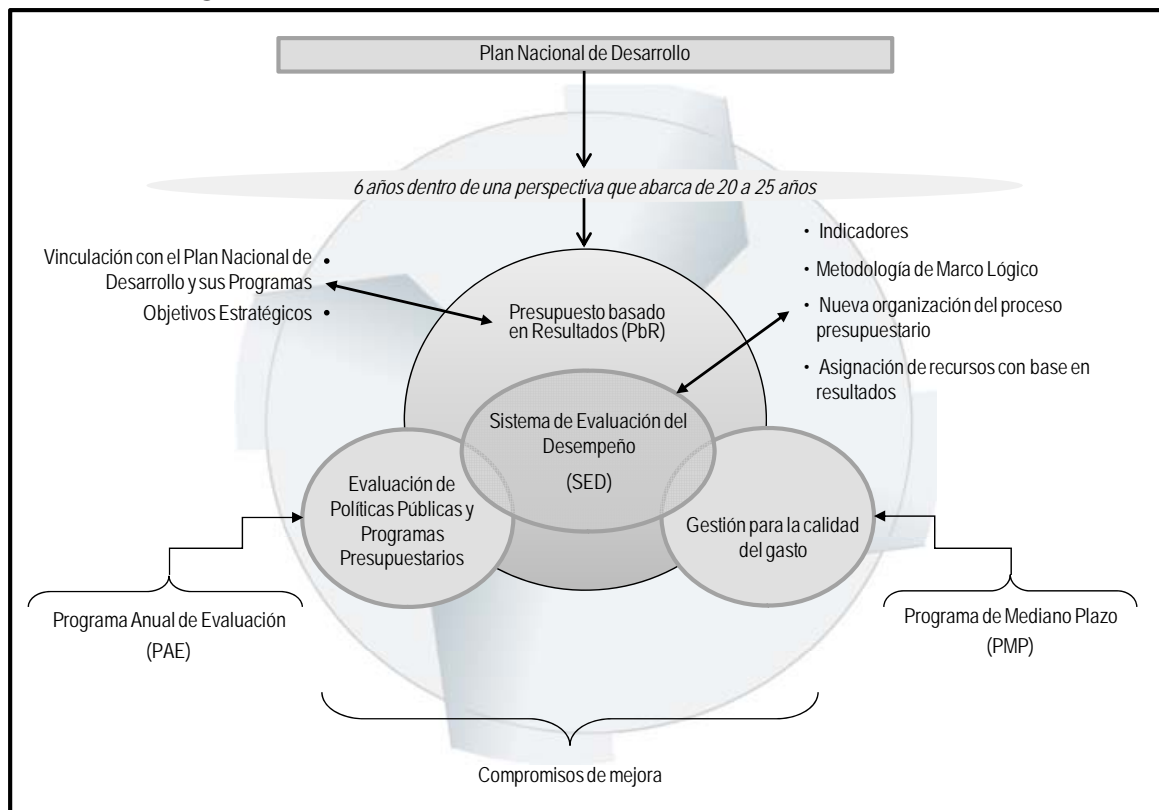 Plan Nacional de Desarrollo
6 años dentro de una perspectiva que abarca de 20 a 25 años
Vinculación con el Plan Nacional de •
Desarrollo y sus Programas
Objetivos Estratégicos •
Presupuesto basado
en Resultados (PbR)
• Indicadores
• Metodología de Marco Lógico
• Nueva organización del proceso
presupuestario
• Asignación de recursos con base en
resultados
Sistema de Evaluación del
Desempeño
(SED)
Evaluación de
Políticas Públicas y
Programas
Presupuestarios
Gestión para la calidad
del gasto
Programa Anual de Evaluación
(PAE)
Programa de Mediano Plazo
(PMP)
Compromisos de mejora